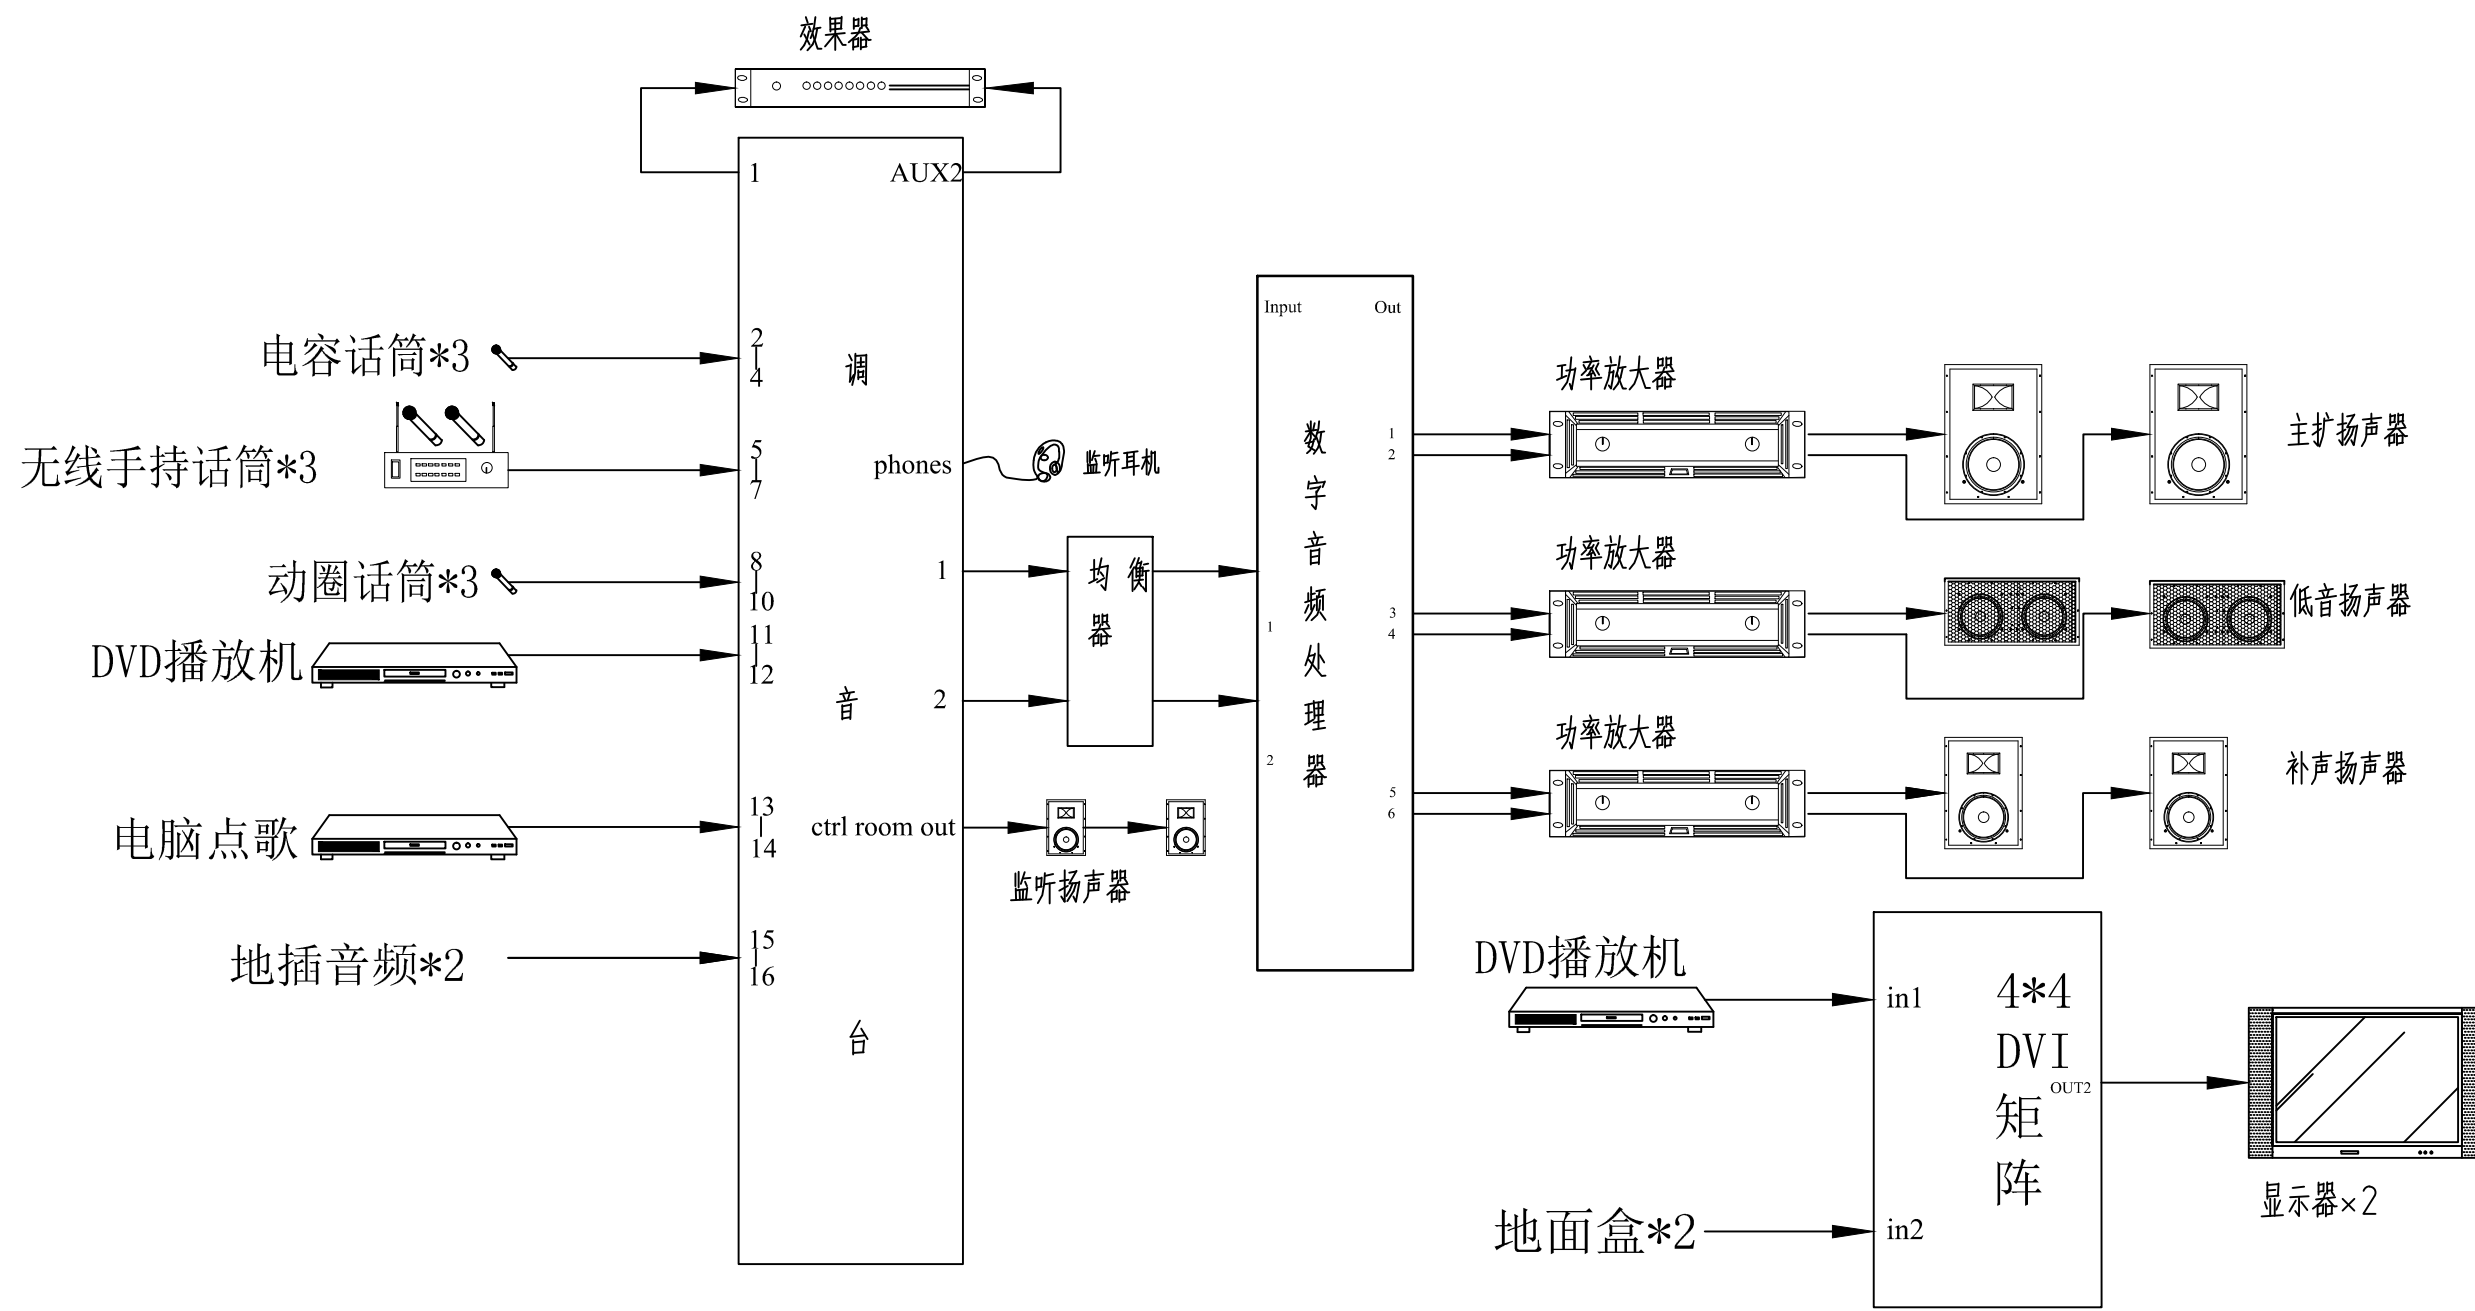 效果器
1
AUX2
电容话筒*3
2
4
调
无线手持话筒*3
5
7
phones
监听耳机
动圈话筒*3
8
10
1
均衡
器
DVD播放机
11
12
音
2
电脑点歌
13
14
ctrl room out
监听扬声器
地插音频*2
15
16
台
Input
Out
数
字
音
频
处
理
器
1
2
1
2
3
4
5
6
功率放大器
主扩扬声器
功率放大器
低音扬声器
功率放大器
补声扬声器
DVD播放机
in1
4*4
DVI
OUT2
矩
阵
地面盒*2
in2
显示器×2